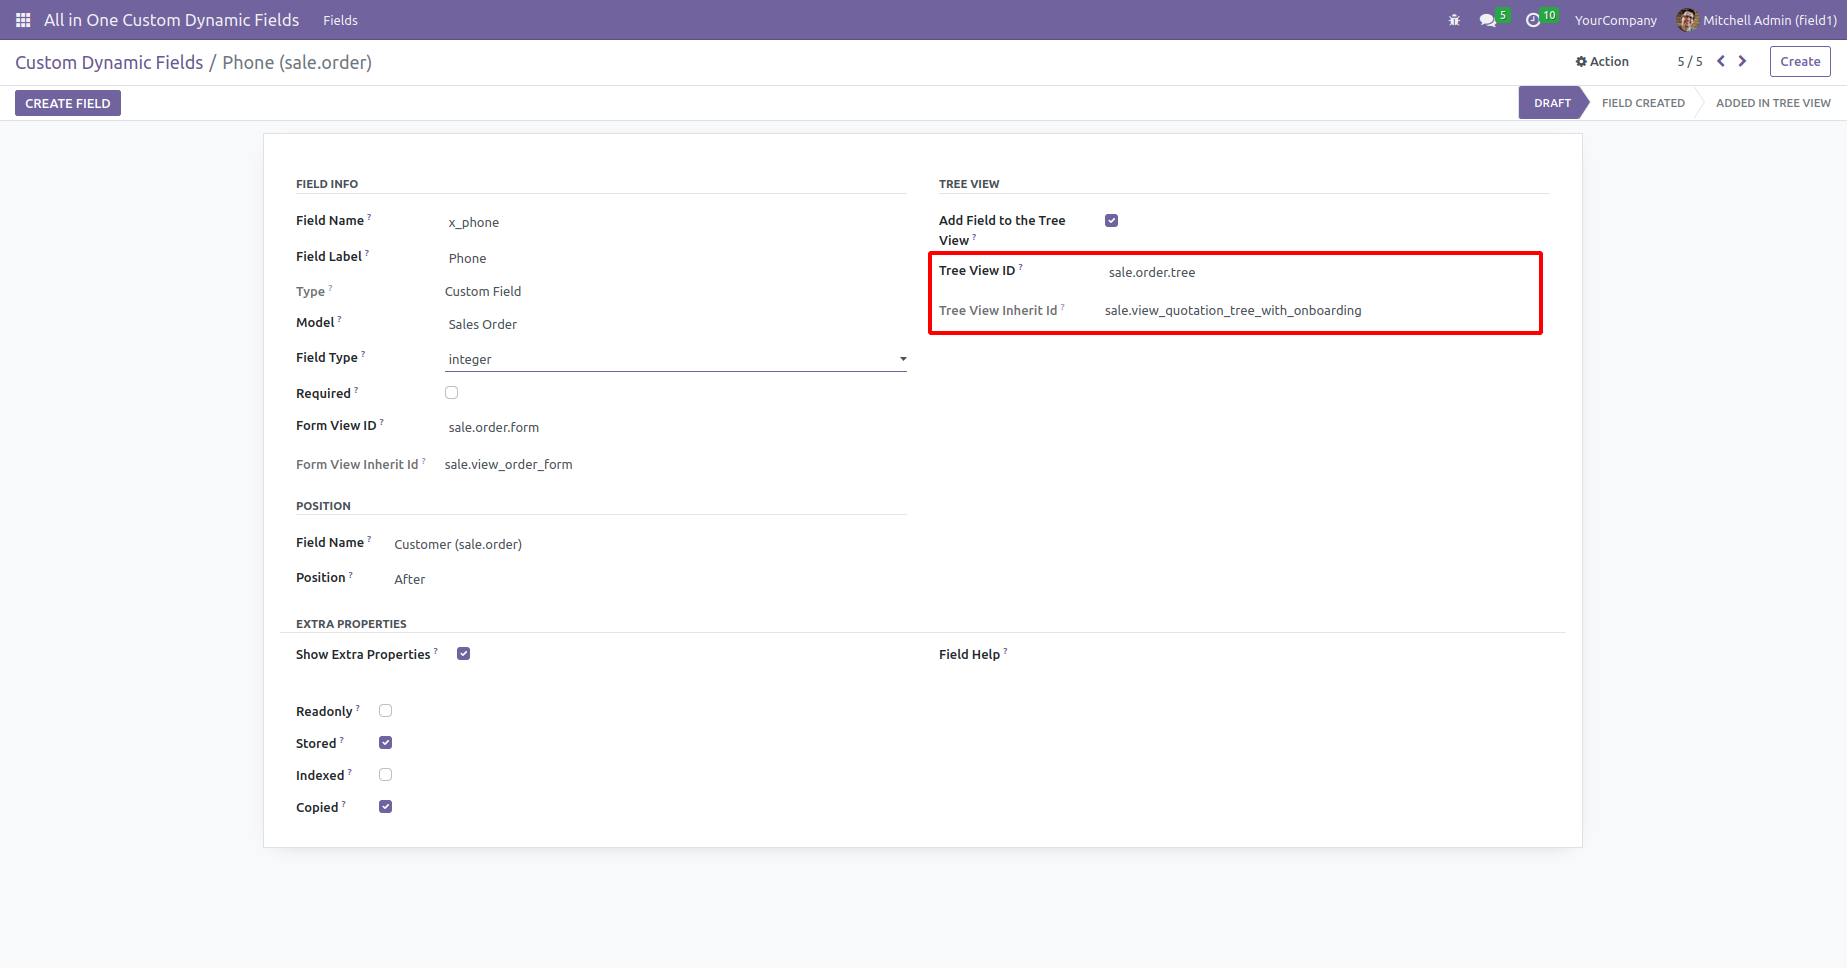 All in One Custom Dynamic Fields Fields 5 10 YourCompany Mitchell Admin (field1)
Custom Dynamic Fields / Phone (sale.order) Action 5 / 5 Create
CREATE FIELD DRAFT FIELD CREATED ADDED IN TREE VIEW
FIELD INFO
Field Name ? x_phone
Field Label ? Phone
Type ? Custom Field
Model ? Sales Order
Field Type ? integer
Required ?
Form View ID ? sale.order.form
Form View Inherit Id ? sale.view_order_form
TREE VIEW
Add Field to the Tree
View ?
Tree View ID ? sale.order.tree
Tree View Inherit Id ? sale.view_quotation_tree_with_onboarding
POSITION
Field Name ? Customer (sale.order)
Position ? After
EXTRA PROPERTIES
Show Extra Properties ? Field Help ?
Readonly ?
Stored ?
Indexed ?
Copied ?